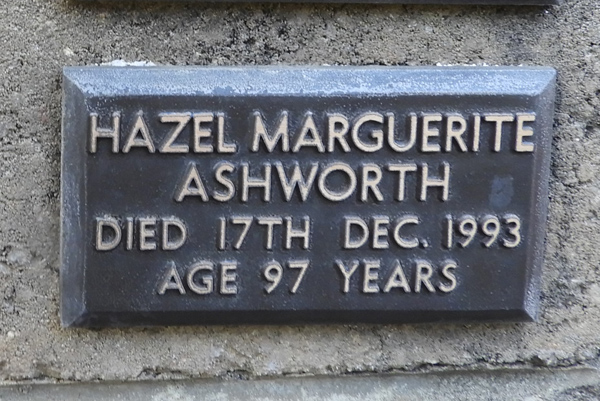 HAZEL MARGUERITE
ASHWORTH
DIED 17TH DEC. 1993
AGE 97 YEARS